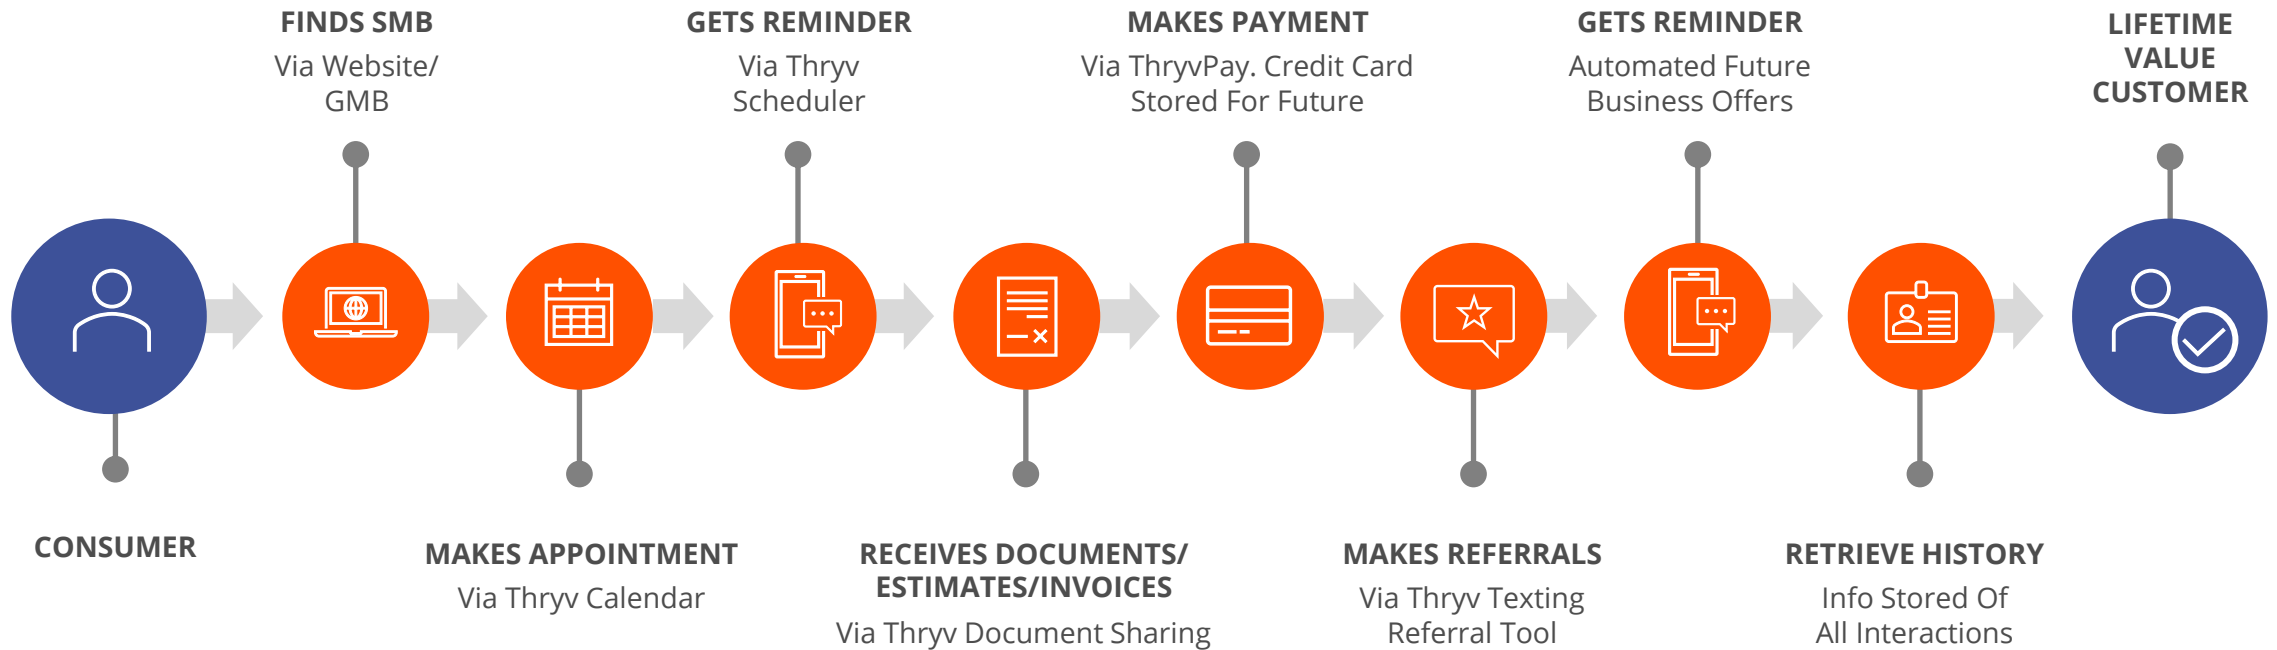 CONSUMER
FINDS SMB
Via Website/
GMB
MAKES APPOINTMENT
Via Thryv Calendar
GETS REMINDER
Via Thryv
Scheduler
RECEIVES DOCUMENTS/
ESTIMATES/INVOICES
Via Thryv Document Sharing
MAKES PAYMENT
Via ThryvPay. Credit Card
Stored For Future
MAKES REFERRALS
Via Thryv Texting
Referral Tool
GETS REMINDER
Automated Future
Business Offers
RETRIEVE HISTORY
Info Stored Of
All Interactions
LIFETIME
VALUE
CUSTOMER